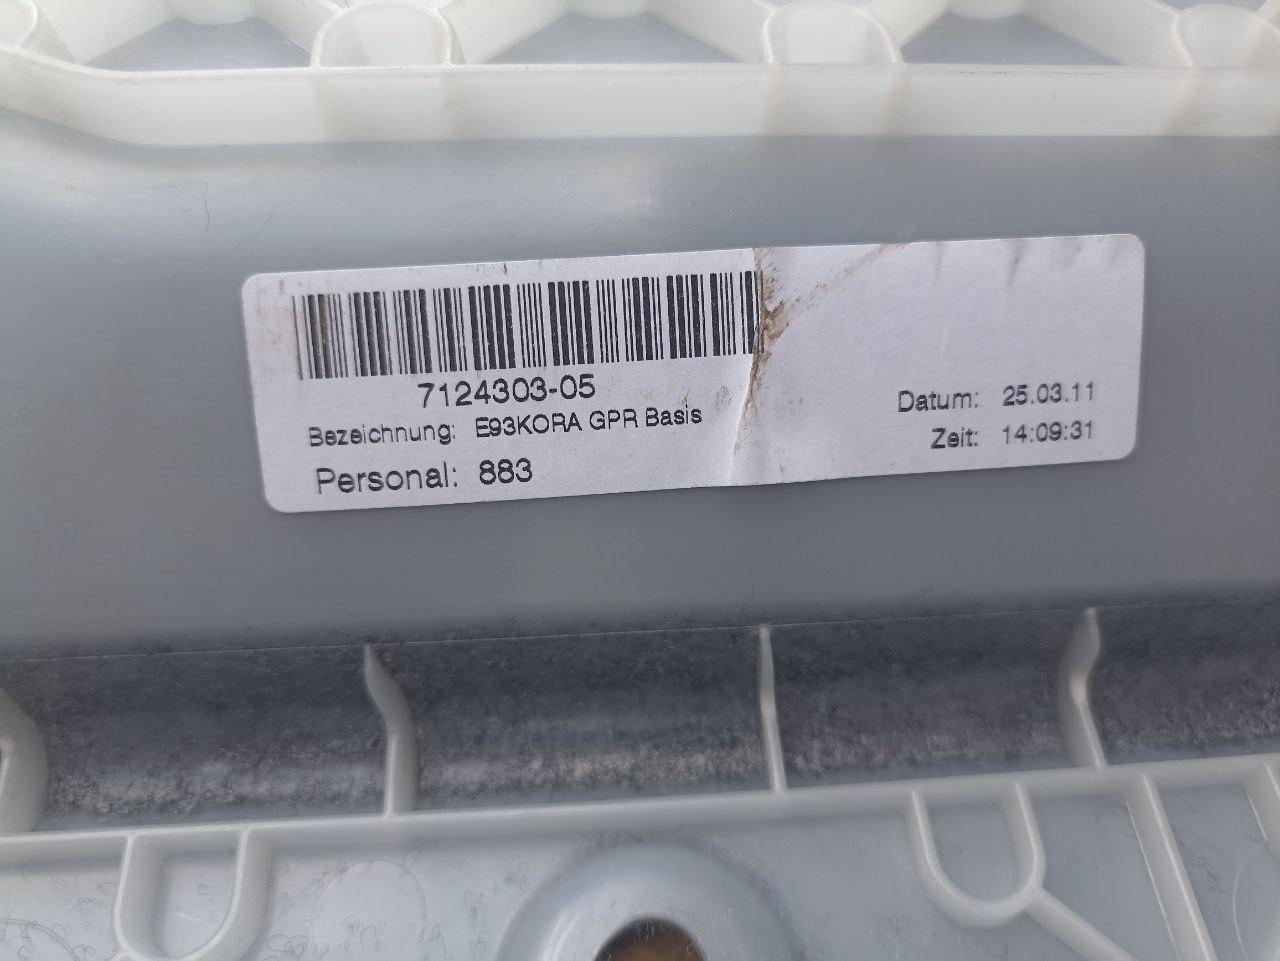 7124303-05
Bezeichnung: E93KORA GPR Basis
Personal: 883
Datum: 25.03.11
Zeit: 14:09:31